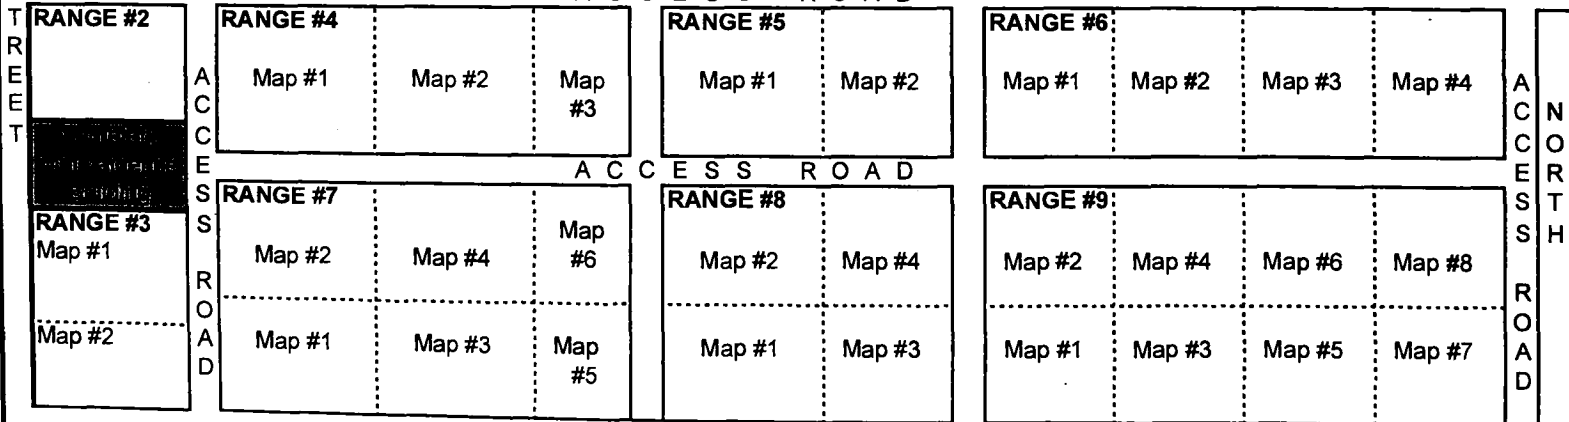 TREET
RANGE #2
RANGE #3
Map #1
Map #2
ACCESS ROAD
RANGE #4
Map #1
Map #2
Map
#3
RANGE #5
Map #1
Map #2
RANGE #6
Map #1
Map #2
Map #3
Map #4
ACCESS ROAD
RANGE #7
Map #2
Map #4
Map
#6
Map #1
Map #3
Map
#5
RANGE #8
Map #2
Map #4
Map #1
Map #3
RANGE #9
Map #2
Map #4
Map #6
Map #8
Map #1
Map #3
Map #5
Map #7
ACCESS ROAD
NORTH